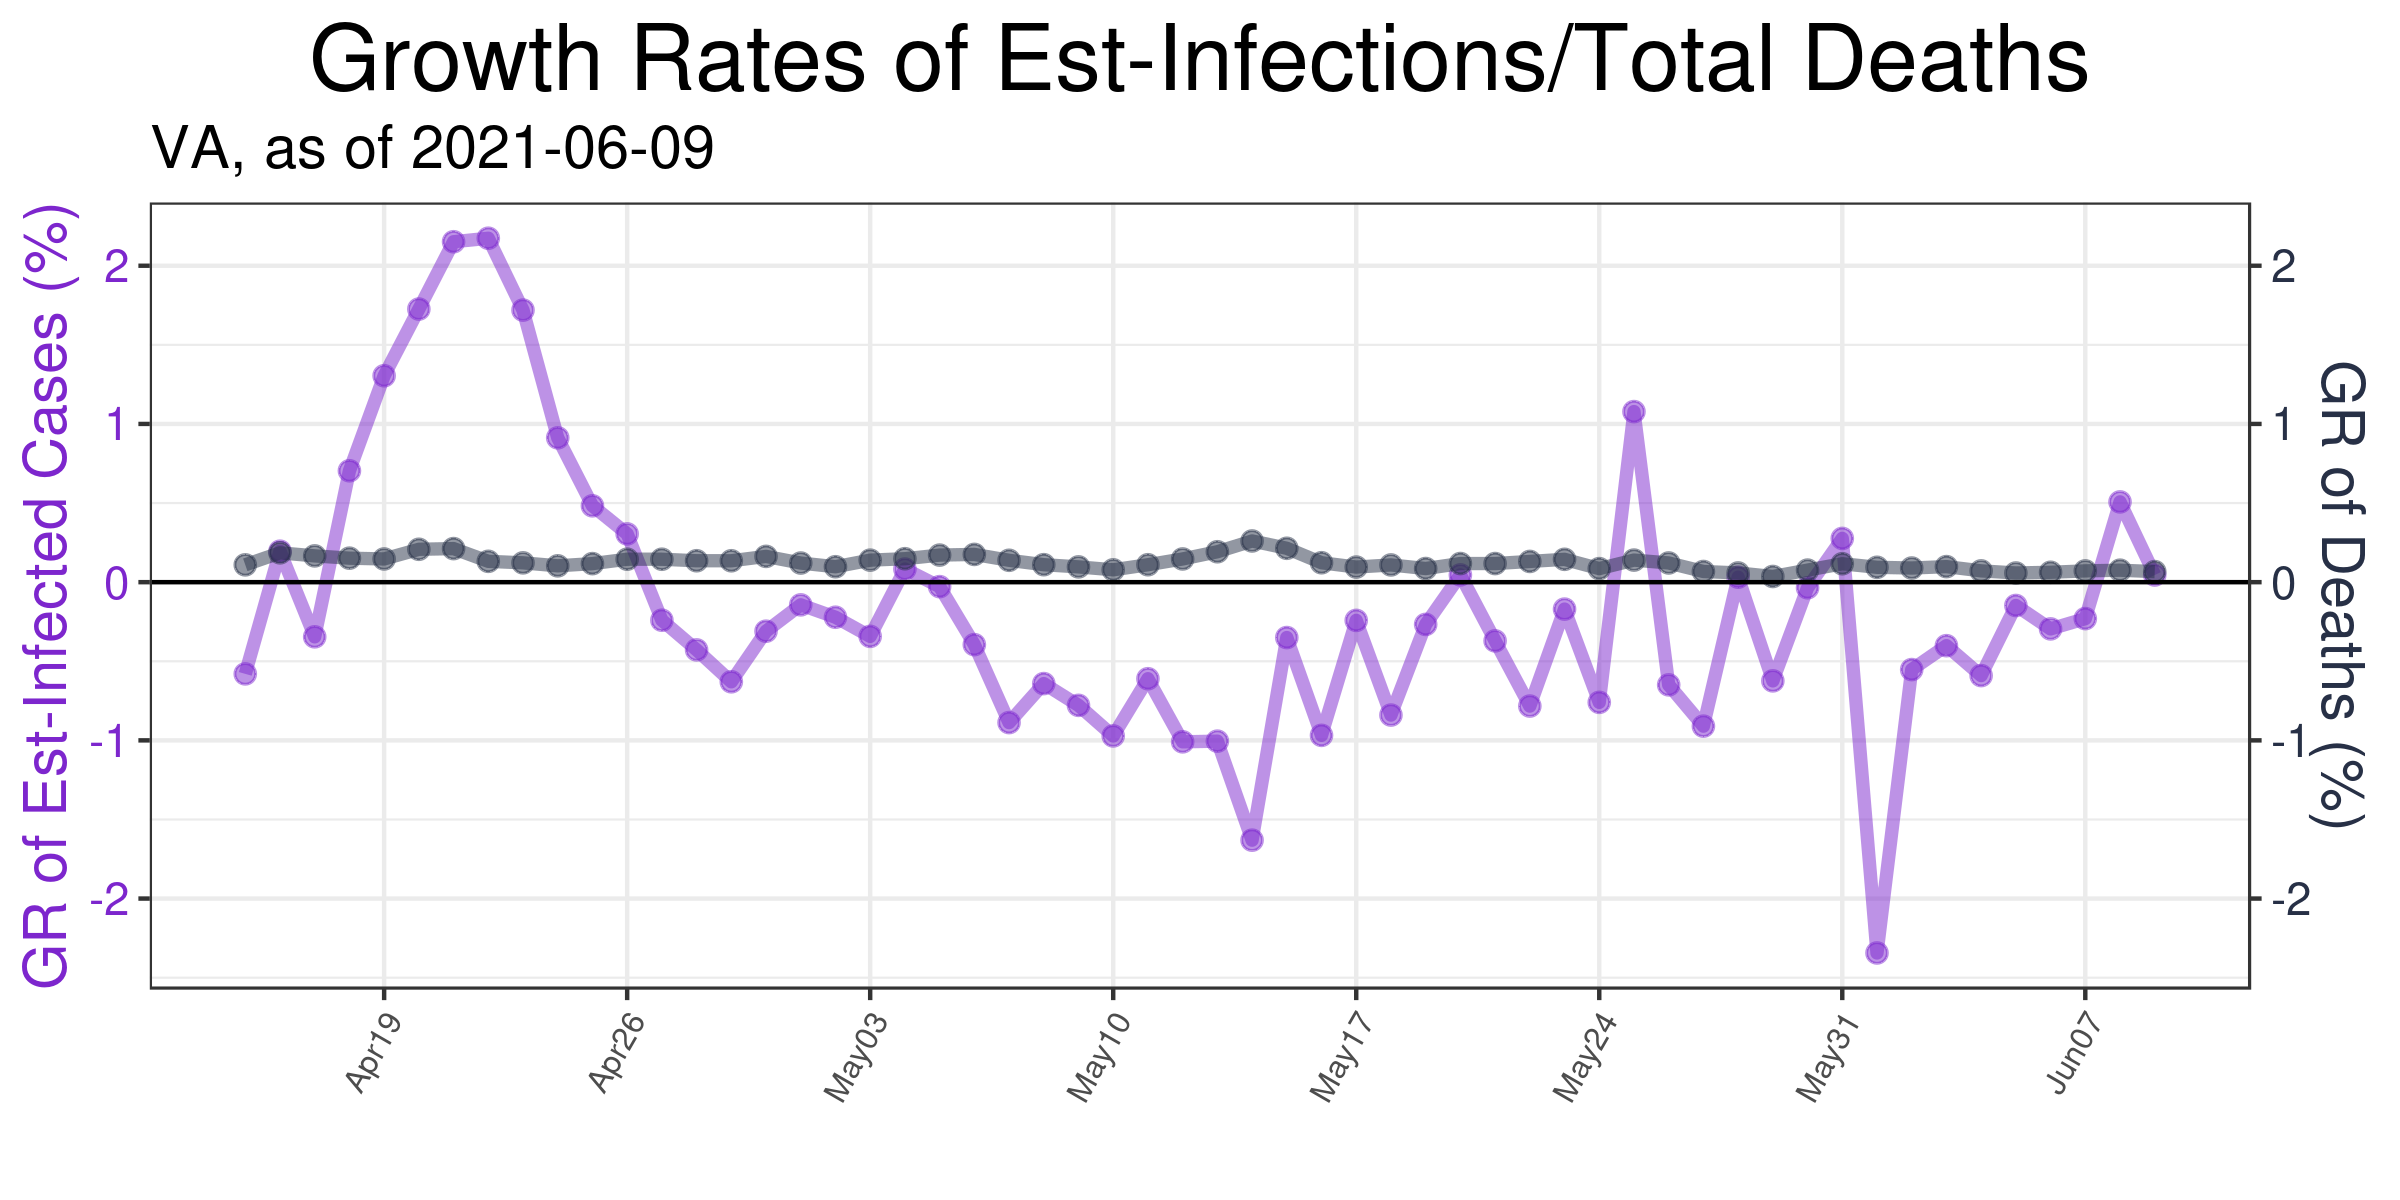 Growth Rates of Est-Infections/Total Deaths
VA, as of 2021-06-09
GR of Est-Infected Cases (%)
2
1
0
-1
-2
2
1
0
-1
-2
GR of Deaths (%)
Apr19
Apr26
May03
May10
May17
May24
May31
Jun07